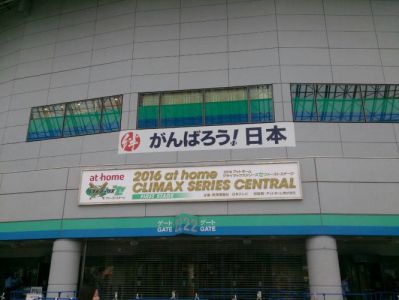 絆 がんばろう!日本
at home
2016 at home
CLIMAX SERIES CENTRAL
FIRST STAGE
ゲート 22 ゲート
GATE GATE